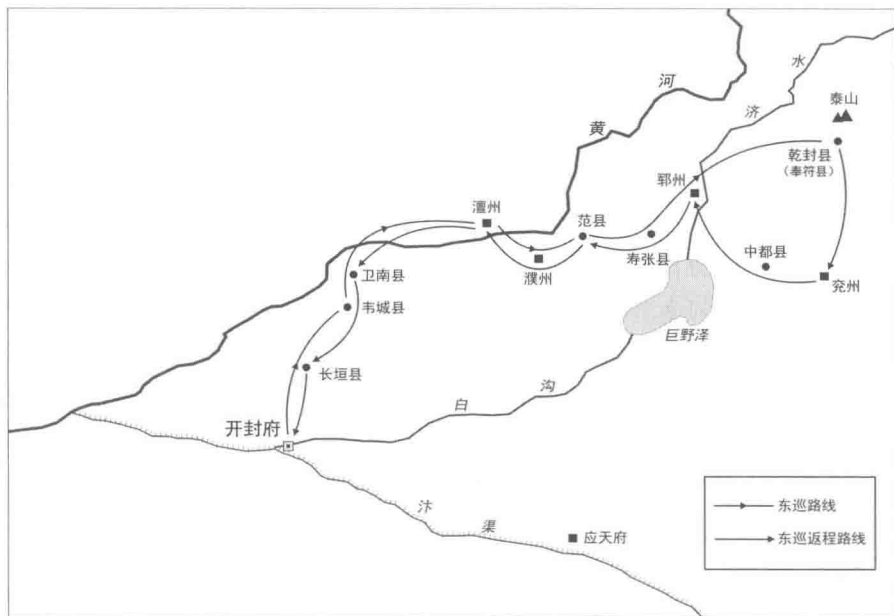 河
黄
水
济
泰山
乾封县
（奉符县）
郓州
澶州
范县
寿张县
濮州
中都县
兖州
卫南县
韦城县
巨野泽
长垣县
白
沟
开封府
汴
渠
应天府
东巡路线
东巡返程路线